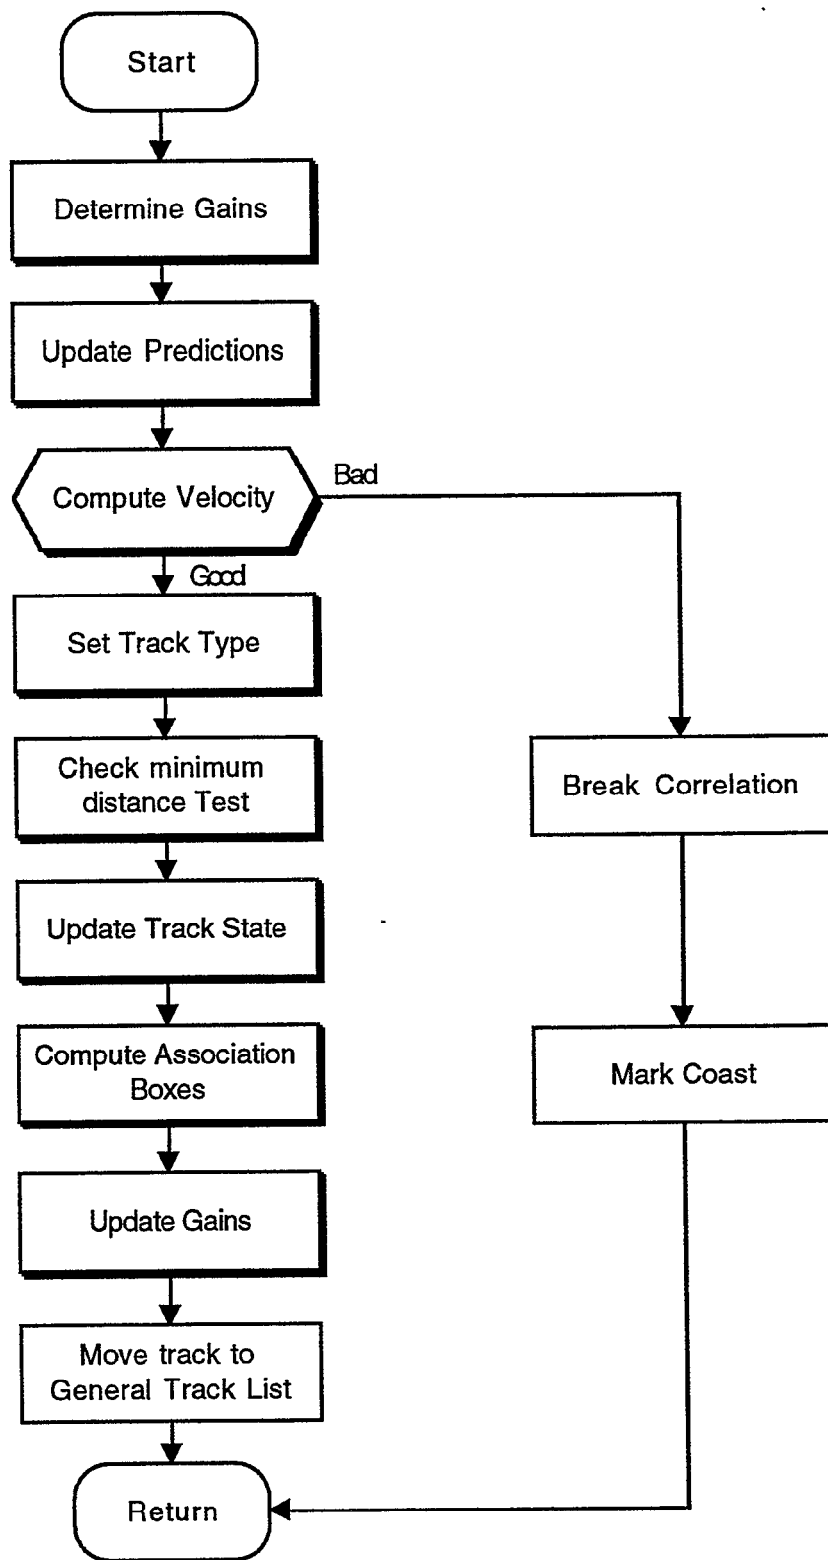 Start
Determine Gains
Update Predictions
Compute Velocity
Bad
Good
Set Track Type
Check minimum
distance Test
Break Correlation
Update Track State
Compute Association
Boxes
Mark Coast
Update Gains
Move track to
General Track List
Return